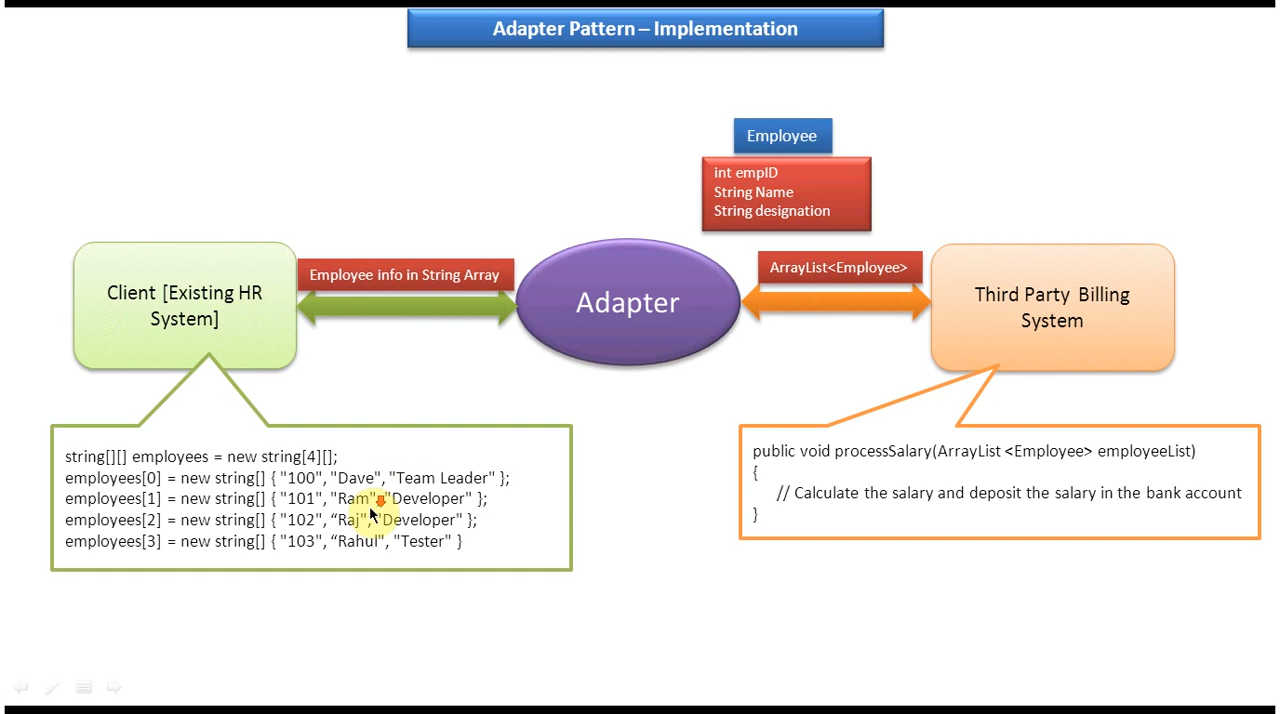 Adapter Pattern – Implementation
Employee
int empID
String Name
String designation
Client [Existing HR
System]
Employee info in String Array
Adapter
ArrayList<Employee>
Third Party Billing
System
string[][] employees = new string[4][];
employees[0] = new string[] { "100", "Dave", "Team Leader" };
employees[1] = new string[] { "101", "Ram", "Developer" };
employees[2] = new string[] { "102", “Raj", "Developer" };
employees[3] = new string[] { "103", “Rahul", "Tester" }
public void processSalary(ArrayList <Employee> employeeList)
{
// Calculate the salary and deposit the salary in the bank account
}